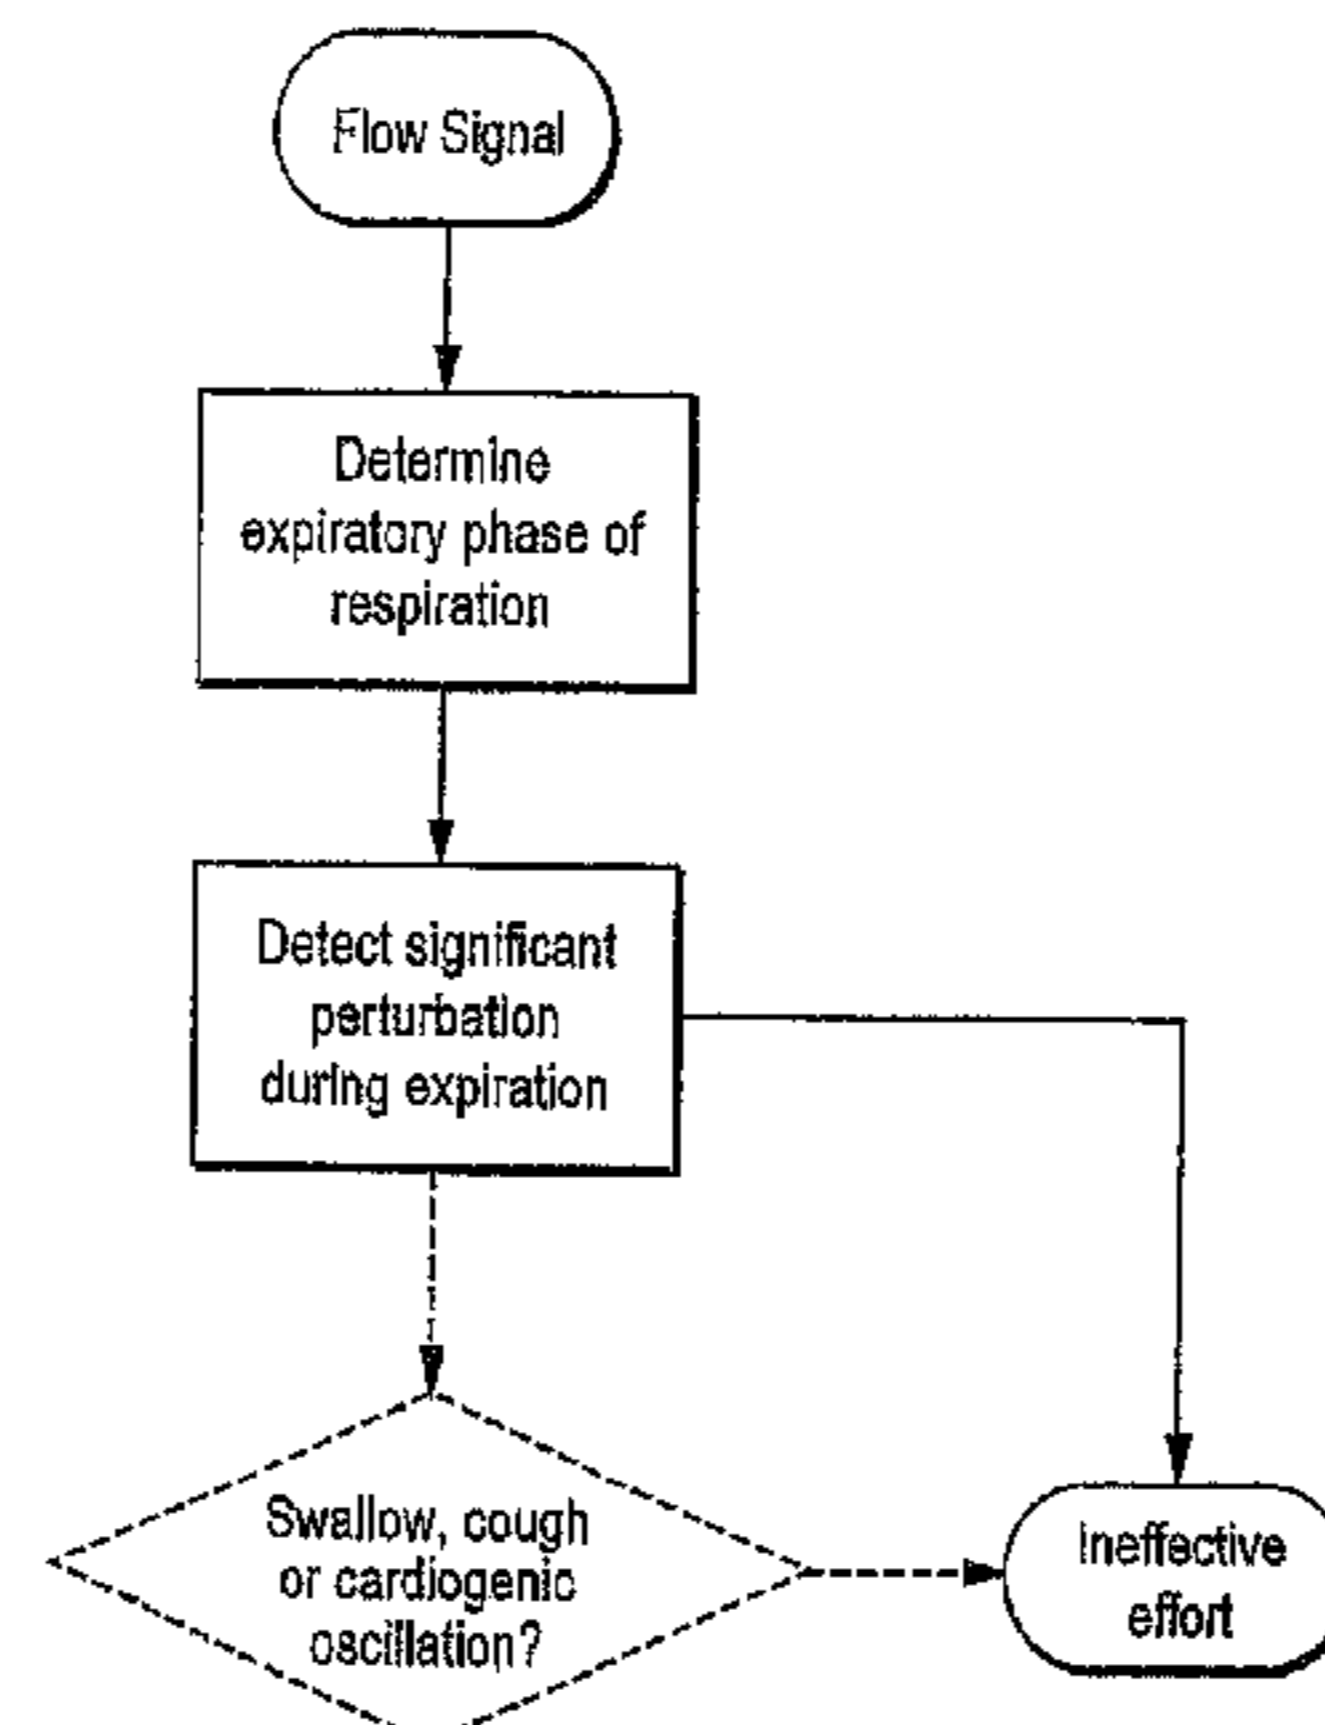 Flow Signal
Determine
expiratory phase of
respiration
Detect significant
perturbation
during expiration
Swallow, cough
or cardiogenic
oscillation?
Ineffective
effort